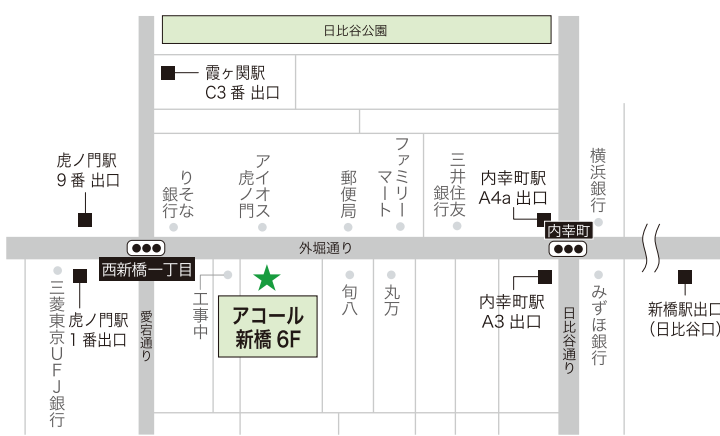 日比谷公園
霞ヶ関駅
C3 番 出口
虎ノ門駅
9 番 出口
りそな
銀行
アイオス
虎ノ門
郵便局
ファミリー
マート
三井住友
銀行
内幸町駅
A4a 出口
横浜銀行
内幸町
外堀通り
西新橋一丁目
三菱東京UFJ銀行
虎ノ門駅
1 番出口
愛宕通り
工事中
アコール
新橋 6F
旬八
丸万
内幸町駅
A3 出口
日比谷通り
みずほ銀行
新橋駅出口
（日比谷口）